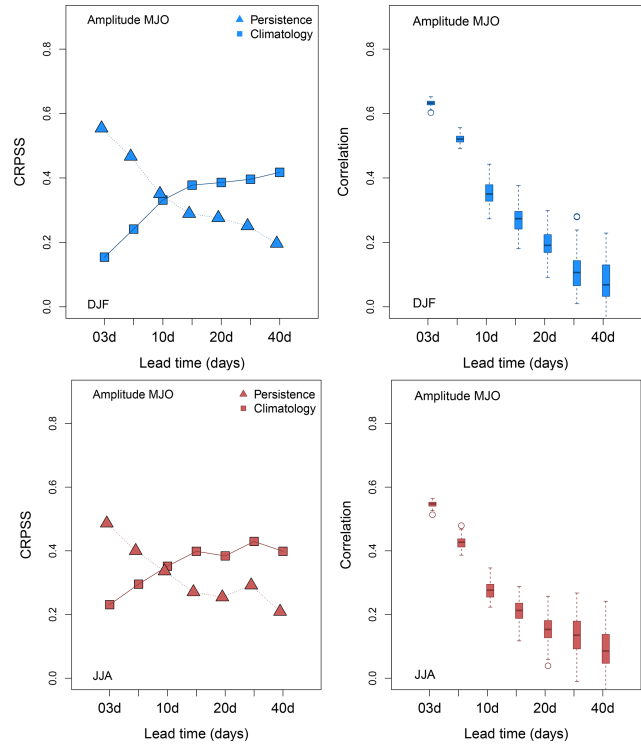 Amplitude MJO
Persistence
Climatology
CRPSS
0.0 0.2 0.4 0.6 0.8
DJF
03d 10d 20d 40d
Lead time (days)
Amplitude MJO
Correlation
0.0 0.2 0.4 0.6 0.8
DJF
03d 10d 20d 40d
Lead time (days)
Amplitude MJO
Persistence
Climatology
CRPSS
0.0 0.2 0.4 0.6 0.8
JJA
03d 10d 20d 40d
Lead time (days)
Amplitude MJO
Correlation
0.0 0.2 0.4 0.6 0.8
JJA
03d 10d 20d 40d
Lead time (days)